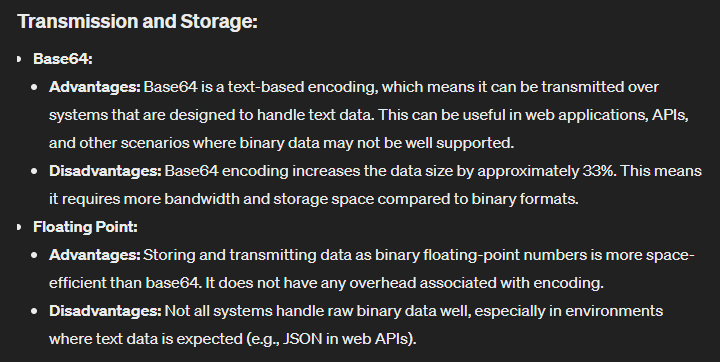 Transmission and Storage:
Base64:
Advantages: Base64 is a text-based encoding, which means it can be transmitted over
systems that are designed to handle text data. This can be useful in web applications, APIs,
and other scenarios where binary data may not be well supported.
Disadvantages: Base64 encoding increases the data size by approximately 33%. This means
it requires more bandwidth and storage space compared to binary formats.
Floating Point:
Advantages: Storing and transmitting data as binary floating-point numbers is more space-
efficient than base64. It does not have any overhead associated with encoding.
Disadvantages: Not all systems handle raw binary data well, especially in environments
where text data is expected (e.g., JSON in web APIs).